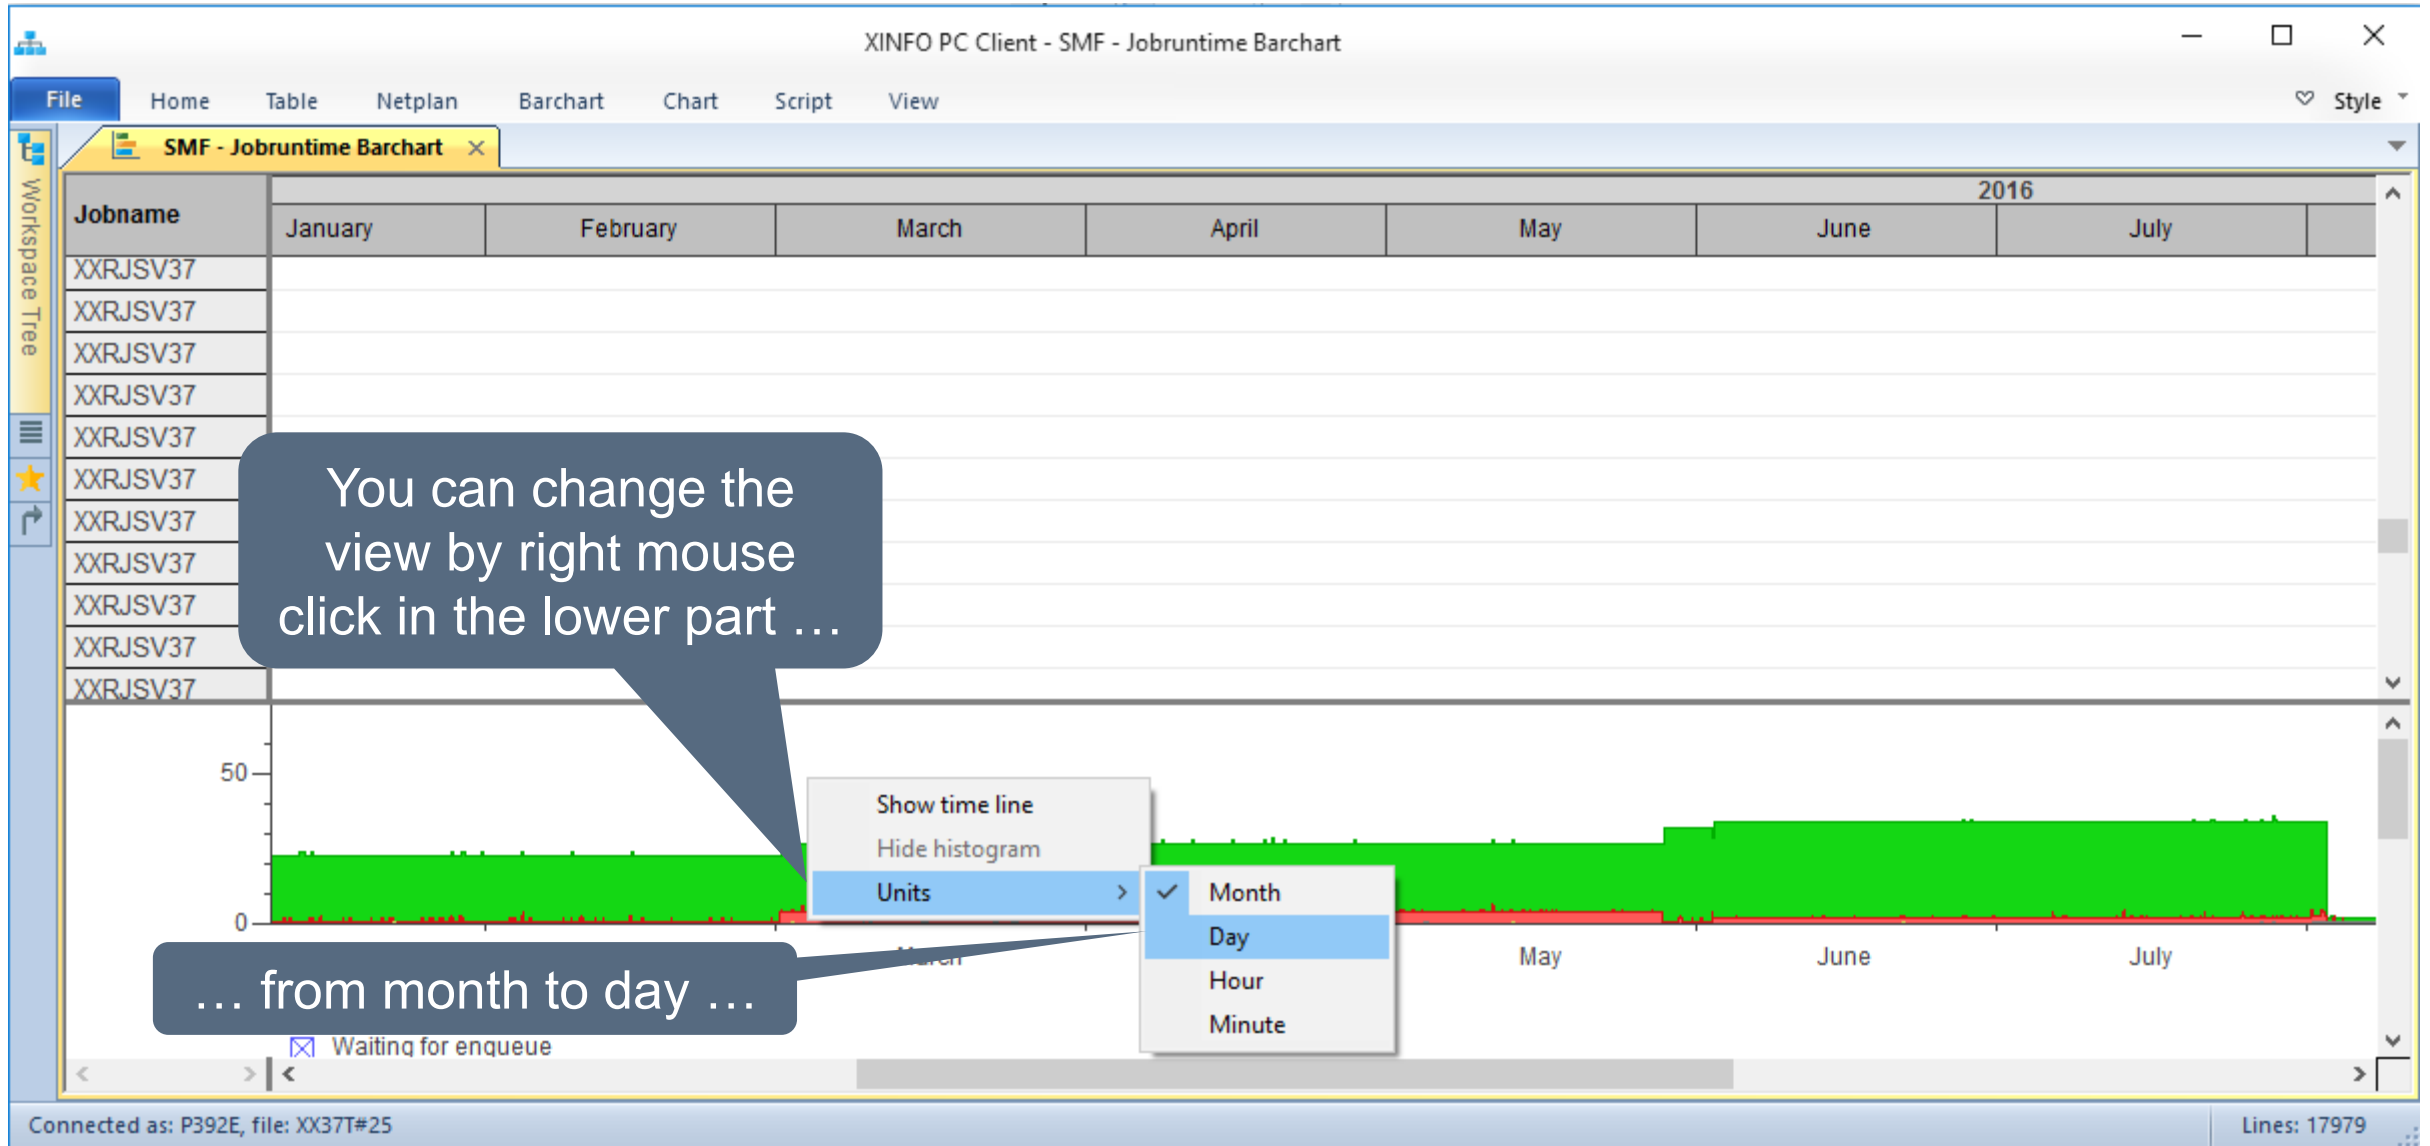 XINFO PC Client - SMF - Jobruntime Barchart
File Home Table Netplan Barchart Chart Script View Style
SMF - Jobruntime Barchart
Workspace Tree
Jobname
2016
January February March April May June July
XXRJSV37
XXRJSV37
XXRJSV37
XXRJSV37
XXRJSV37
XXRJSV37
XXRJSV37
XXRJSV37
XXRJSV37
XXRJSV37
XXRJSV37
You can change the
view by right mouse
click in the lower part …
50
0
Show time line
Hide histogram
Units
Month
Day
Hour
Minute
March May June July
… from month to day …
Waiting for enqueue
Connected as: P392E, file: XX37T#25
Lines: 17979